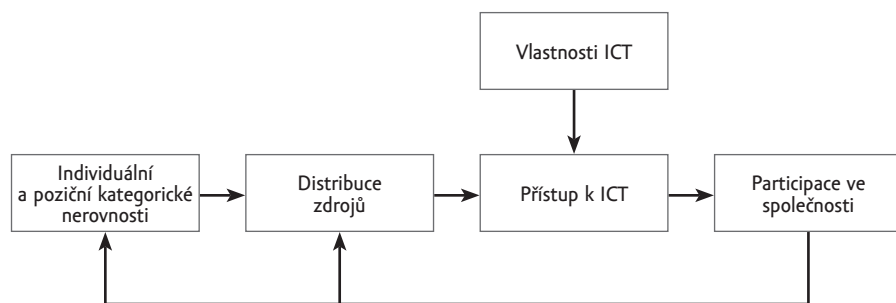 Vlastnosti ICT
Individuální
a poziční kategorické
nerovnosti
Distribuce
zdrojů
Přístup k ICT
Participace ve
společnosti